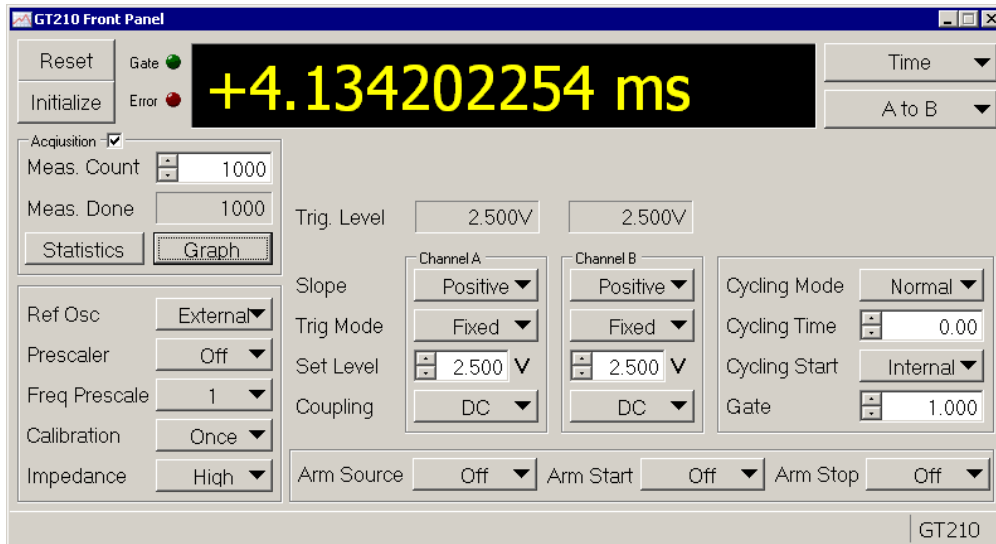 GT210 Front Panel
Reset
Gate
Initialize
Error
+4.134202254 ms
Time
A to B
Acqiusition
Meas. Count 1000
Meas. Done 1000
Statistics Graph
Trig. Level 2.500V 2.500V
Channel A Channel B
Slope Positive Positive
Trig Mode Fixed Fixed
Set Level 2.500 V 2.500 V
Coupling DC DC
Cycling Mode Normal
Cycling Time 0.00
Cycling Start Internal
Gate 1.000
Ref Osc External
Prescaler Off
Freq Prescale 1
Calibration Once
Impedance High
Arm Source Off Arm Start Off Arm Stop Off
GT210